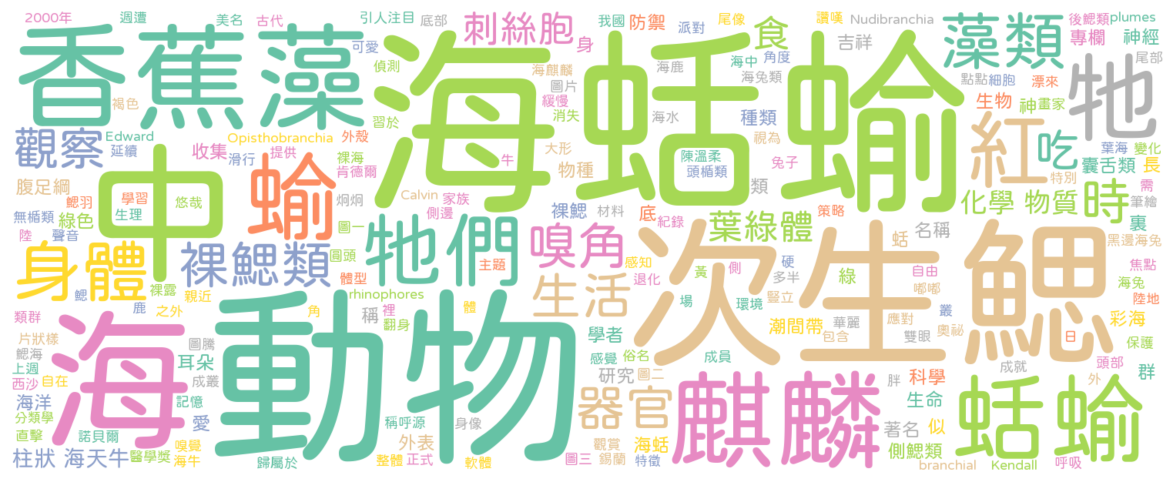 2000年 週遭 美名 古代 引人注目 底部 刺絲胞 我國 防禦 派對 尾像 讚嘆 Nudibranchia 後鰓類 plumes
香蕉藻 可愛 偵測 身 海蛞蝓 食 吉祥 藻類 專欄 神經
海麒麟 圖片 海鹿 海中 角度 海兔類 點點 細胞 漂來 尾部
褐色 緩慢 消失 海水 種類 生物 神 畫家 牠
觀察 Edward 延續 Opisthobranchia 外殼 習於 收集 滑行 提供 裸海 肯德爾 牛 大形 物種 視為 兔子 陳溫柔 頭楯類 紅 吃 葉海 變化 囊舌類 長
腹足綱 中 蝓 炯炯 Calvin 家族 類 特別 需
鰓羽 學習 悠哉 側邊 裸鰓 材料 底 紀錄 策略 化學 物質 時 筆繪
無楯類 綠色 生理 圖一 葉綠體 蛞 名稱 裏 黑邊海兔
陸 聲音 圓頭 牠們 嗅角 感知 退化 次生鰓 焦點
身體 裸鰓類 體型 主題 黃 側 硬 多半 綠 自由 海兔
鰓 裸露 親近 rhinophores 生活 場 環境 豎立 嘟嘟 陸地
類群 鹿 之外 角 稱 裡 體 翻身 潮間帶 應對 叢 彩海
片狀樣 圖騰 學者 華麗 包含 雙眼 奧祕 日 保護
鰓海 上週 海 耳朵 動物 感覺 俗名 成員 成就 頭部
西沙 自在 成叢 研究 圖二 麒麟 胖 科學 外 群
海洋 記憶 器官 生命 蛞蝓
分類學 愛 稱呼源 身像 似
直擊 諾貝爾 外表 觀賞 海蛞 著名 側鰓類
柱狀 海天牛 嗅覺 海牛 醫學獎 歸屬於 整體 正式 軟體 圖三 錫蘭 特徵 branchial Kendall 呼吸